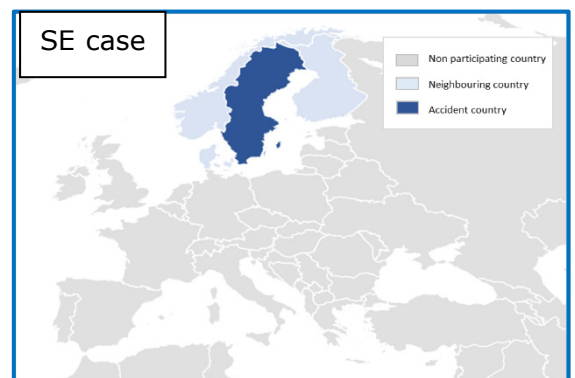 SE case
Non participating country
Neighbouring country
Accident country